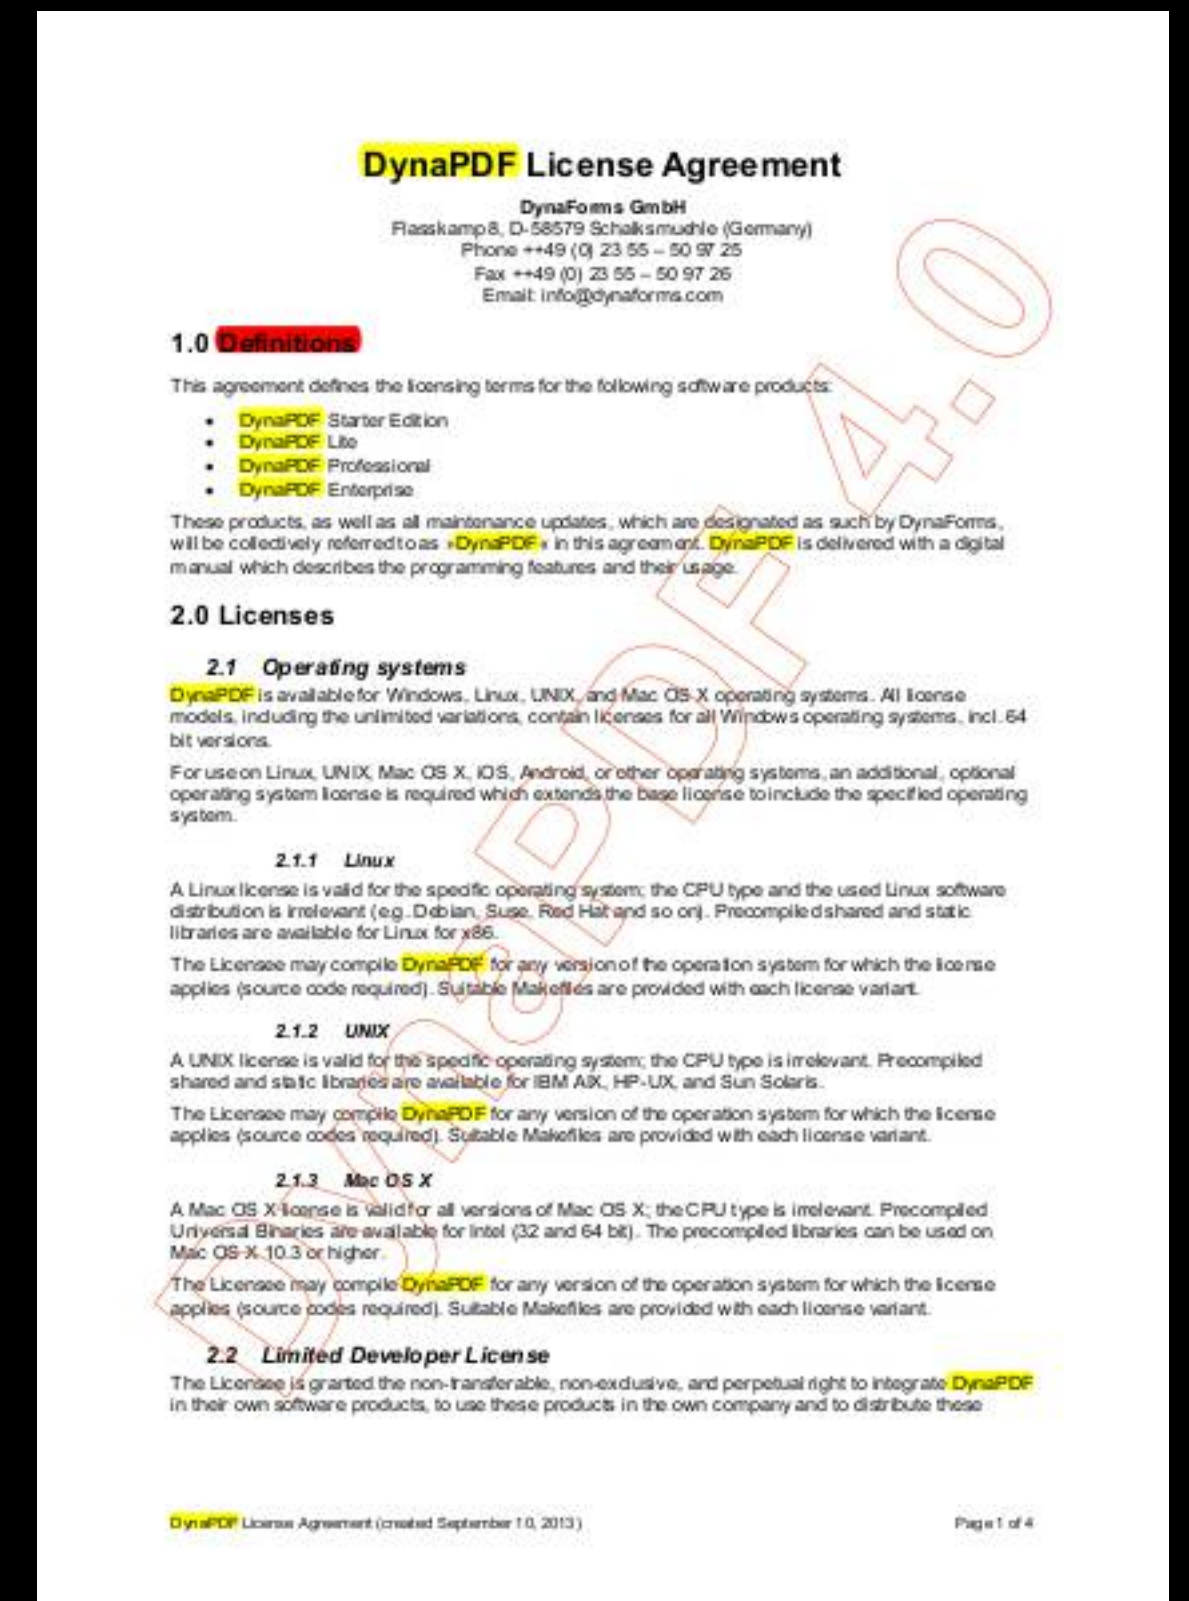 DynaPDF License Agreement
DynaForms GmbH
Flasskamp 8, D-58579 Schalksmuehle (Germany)
Phone ++49 (0) 23 55 – 50 97 25
Fax ++49 (0) 23 55 – 50 97 26
Email: info@dynaforms.com
1.0 Definitions
This agreement defines the licensing terms for the following software products:
• DynaPDF Starter Edition
• DynaPDF Lite
• DynaPDF Professional
• DynaPDF Enterprise
These products, as well as all maintenance updates, which are designated as such by DynaForms,
will be collectively referred to as »DynaPDF« in this agreement. DynaPDF is delivered with a digital
manual which describes the programming features and their usage.
2.0 Licenses
2.1 Operating systems
DynaPDF is available for Windows, Linux, UNIX, and Mac OS X operating systems. All license
models, including the unlimited variations, contain licenses for all Windows operating systems, incl. 64
bit versions.
For use on Linux, UNIX, Mac OS X, iOS, Android, or other operating systems, an additional, optional
operating system license is required which extends the base license to include the specified operating
system.
2.1.1 Linux
A Linux license is valid for the specific operating system; the CPU type and the used Linux software
distribution is irrelevant (e.g. Debian, Suse, Red Hat and so on). Precompiled shared and static
libraries are available for Linux for x86.
The Licensee may compile DynaPDF for any version of the operation system for which the license
applies (source code required). Suitable Makefiles are provided with each license variant.
2.1.2 UNIX
A UNIX license is valid for the specific operating system; the CPU type is irrelevant. Precompiled
shared and static libraries are available for IBM AIX, HP-UX, and Sun Solaris.
The Licensee may compile DynaPDF for any version of the operation system for which the license
applies (source codes required). Suitable Makefiles are provided with each license variant.
2.1.3 Mac OS X
A Mac OS X license is valid for all versions of Mac OS X; the CPU type is irrelevant. Precompiled
Universal Binaries are available for Intel (32 and 64 bit). The precompiled libraries can be used on
Mac OS X 10.3 or higher.
The Licensee may compile DynaPDF for any version of the operation system for which the license
applies (source codes required). Suitable Makefiles are provided with each license variant.
2.2 Limited Developer License
The Licensee is granted the non-transferable, non-exclusive, and perpetual right to integrate DynaPDF
in their own software products, to use these products in the own company and to distribute these
DynaPDF License Agreement (created September 10, 2013)
Page 1 of 4
DynaPDF 4.0